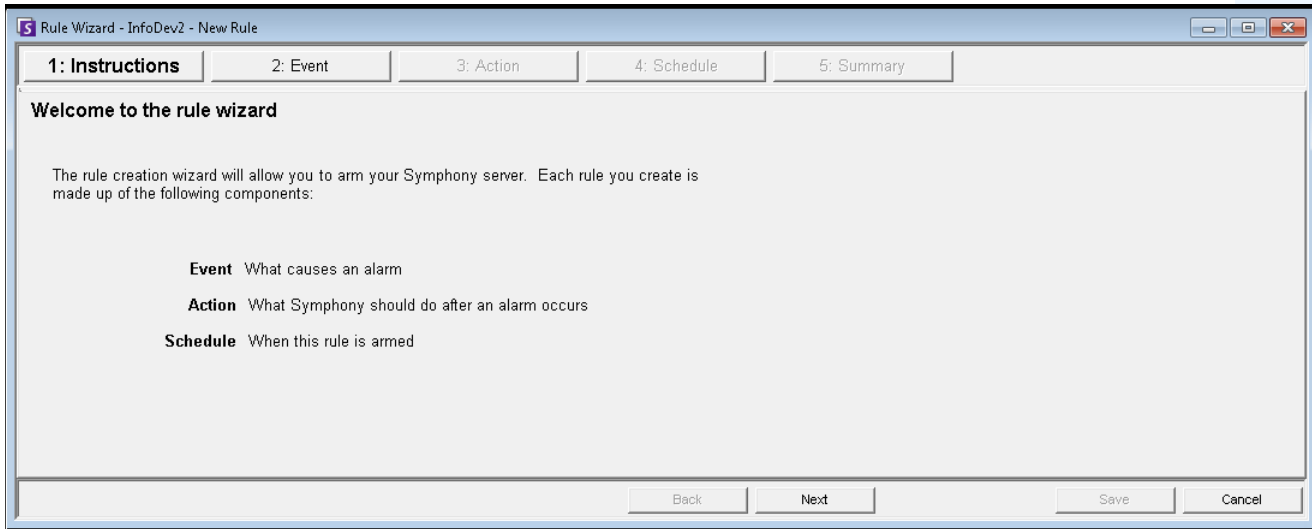 Rule Wizard - InfoDev2 - New Rule
1: Instructions 2: Event 3: Action 4: Schedule 5: Summary
Welcome to the rule wizard
The rule creation wizard will allow you to arm your Symphony server. Each rule you create is
made up of the following components:
Event What causes an alarm
Action What Symphony should do after an alarm occurs
Schedule When this rule is armed
Back Next Save Cancel